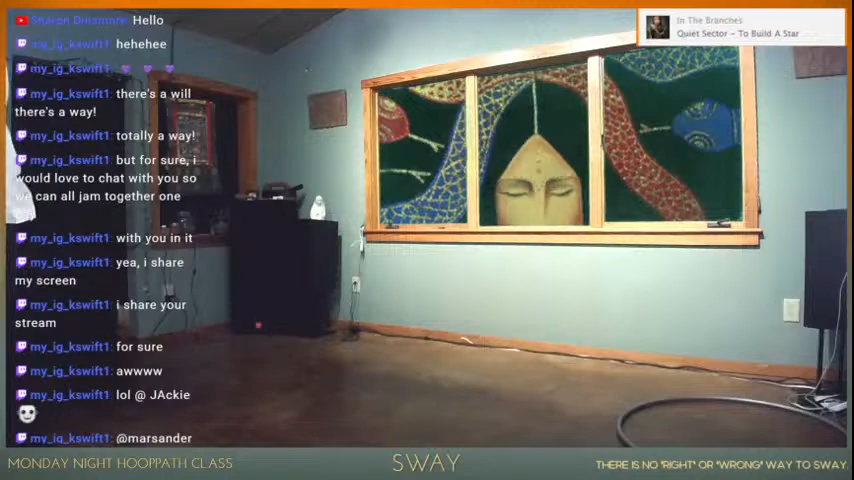 Sharon Dinsmore Hello
my_ig_kswift1: hehehee
my_ig_kswift1:
my_ig_kswift1: there's a will
there's a way!
my_ig_kswift1: totally a way!
my_ig_kswift1: but for sure, i
would love to chat with you so
we can all jam together one
my_ig_kswift1: with you in it
my_ig_kswift1: yea, i share
my screen
my_ig_kswift1: i share your
stream
my_ig_kswift1: for sure
my_ig_kswift1: awwww
my_ig_kswift1: lol @ JAckie
my_ig_kswift1: @marsander
In The Branches
Quiet Sector - To Build A Star
MONDAY NIGHT HOOPPATH CLASS
SWAY
THERE IS NO "RIGHT" OR "WRONG" WAY TO SWAY.